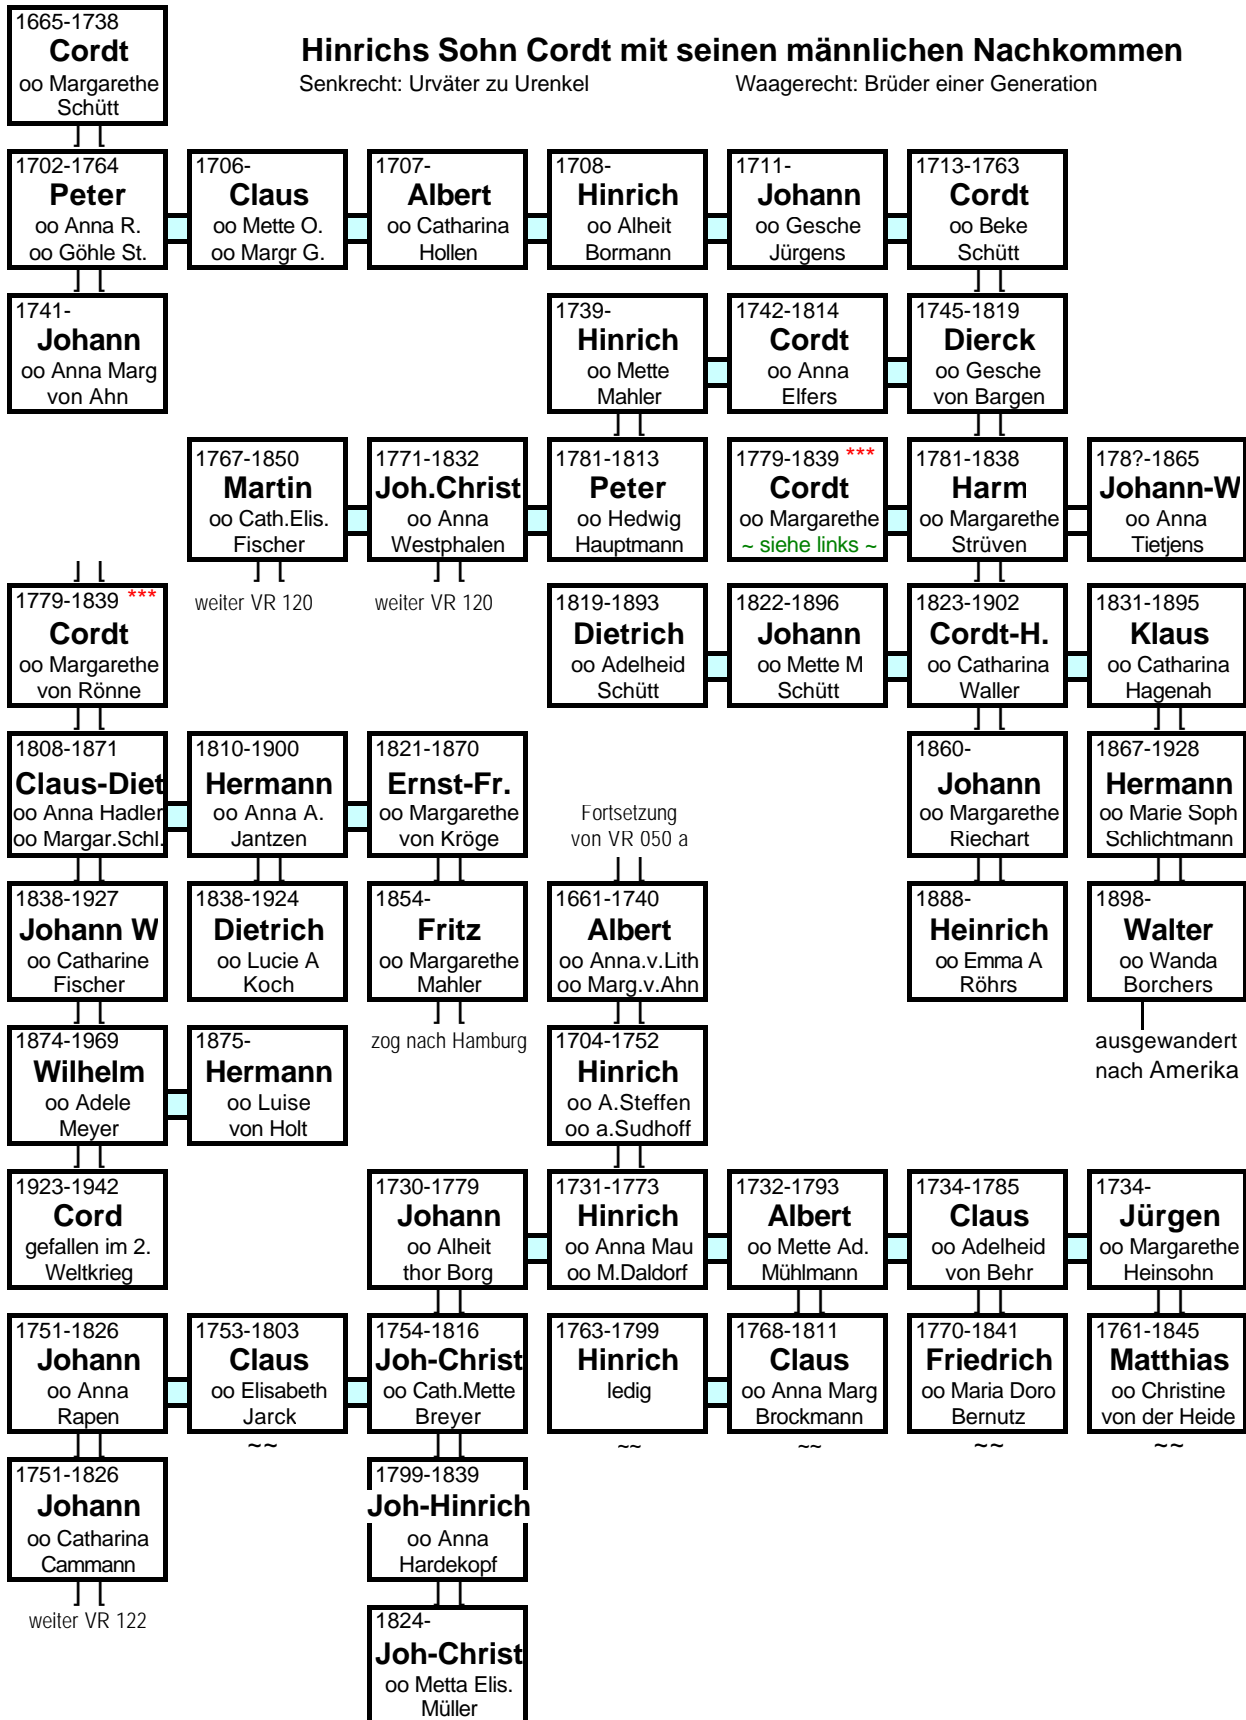 1665-1738
Cordt
oo Margarethe
Schütt
Hinrichs Sohn Cordt mit seinen männlichen Nachkommen
Senkrecht: Urväter zu Urenkel
Waagerecht: Brüder einer Generation
1702-1764
Peter
oo Anna R.
oo Göhle St.
1706-
Claus
oo Mette O.
oo Margr G.
1707-
Albert
oo Catharina
Hollen
1708-
Hinrich
oo Alheit
Bormann
1711-
Johann
oo Gesche
Jürgens
1713-1763
Cordt
oo Beke
Schütt
1741-
Johann
oo Anna Marg
von Ahn
1739-
Hinrich
oo Mette
Mahler
1742-1814
Cordt
oo Anna
Elfers
1745-1819
Dierck
oo Gesche
von Bargen
1767-1850
Martin
oo Cath.Elis.
Fischer
1771-1832
Joh.Christ
oo Anna
Westphalen
1781-1813
Peter
oo Hedwig
Hauptmann
1779-1839 ***
Cordt
oo Margarethe
~ siehe links ~
1781-1838
Harm
oo Margarethe
Strüven
178?-1865
Johann-W
oo Anna
Tietjens
weiter VR 120
weiter VR 120
1779-1839 ***
Cordt
oo Margarethe
von Rönne
1819-1893
Dietrich
oo Adelheid
Schütt
1822-1896
Johann
oo Mette M
Schütt
1823-1902
Cordt-H.
oo Catharina
Waller
1831-1895
Klaus
oo Catharina
Hagenah
1808-1871
Claus-Diet
oo Anna Hadler
oo Margar.Schl.
1810-1900
Hermann
oo Anna A.
Jantzen
1821-1870
Ernst-Fr.
oo Margarethe
von Kröge
Fortsetzung
von VR 050 a
1860-
Johann
oo Margarethe
Riechart
1867-1928
Hermann
oo Marie Soph
Schlichtmann
1838-1927
Johann W
oo Catharine
Fischer
1838-1924
Dietrich
oo Lucie A
Koch
1854-
Fritz
oo Margarethe
Mahler
1661-1740
Albert
oo Anna.v.Lith
oo Marg.v.Ahn
1888-
Heinrich
oo Emma A
Röhrs
1898-
Walter
oo Wanda
Borchers
zog nach Hamburg
ausgewandert
nach Amerika
1874-1969
Wilhelm
oo Adele
Meyer
1875-
Hermann
oo Luise
von Holt
1704-1752
Hinrich
oo A.Steffen
oo a.Sudhoff
1923-1942
Cord
gefallen im 2.
Weltkrieg
1730-1779
Johann
oo Alheit
thor Borg
1731-1773
Hinrich
oo Anna Mau
oo M.Daldorf
1732-1793
Albert
oo Mette Ad.
Mühlmann
1734-1785
Claus
oo Adelheid
von Behr
1734-
Jürgen
oo Margarethe
Heinsohn
1751-1826
Johann
oo Anna
Rapen
1753-1803
Claus
oo Elisabeth
Jarck
1754-1816
Joh-Christ
oo Cath.Mette
Breyer
1763-1799
Hinrich
ledig
1768-1811
Claus
oo Anna Marg
Brockmann
1770-1841
Friedrich
oo Maria Doro
Bernutz
1761-1845
Matthias
oo Christine
von der Heide
~~
~~
~~
~~
~~
1751-1826
Johann
oo Catharina
Cammann
1799-1839
Joh-Hinrich
oo Anna
Hardekopf
weiter VR 122
1824-
Joh-Christ
oo Metta Elis.
Müller